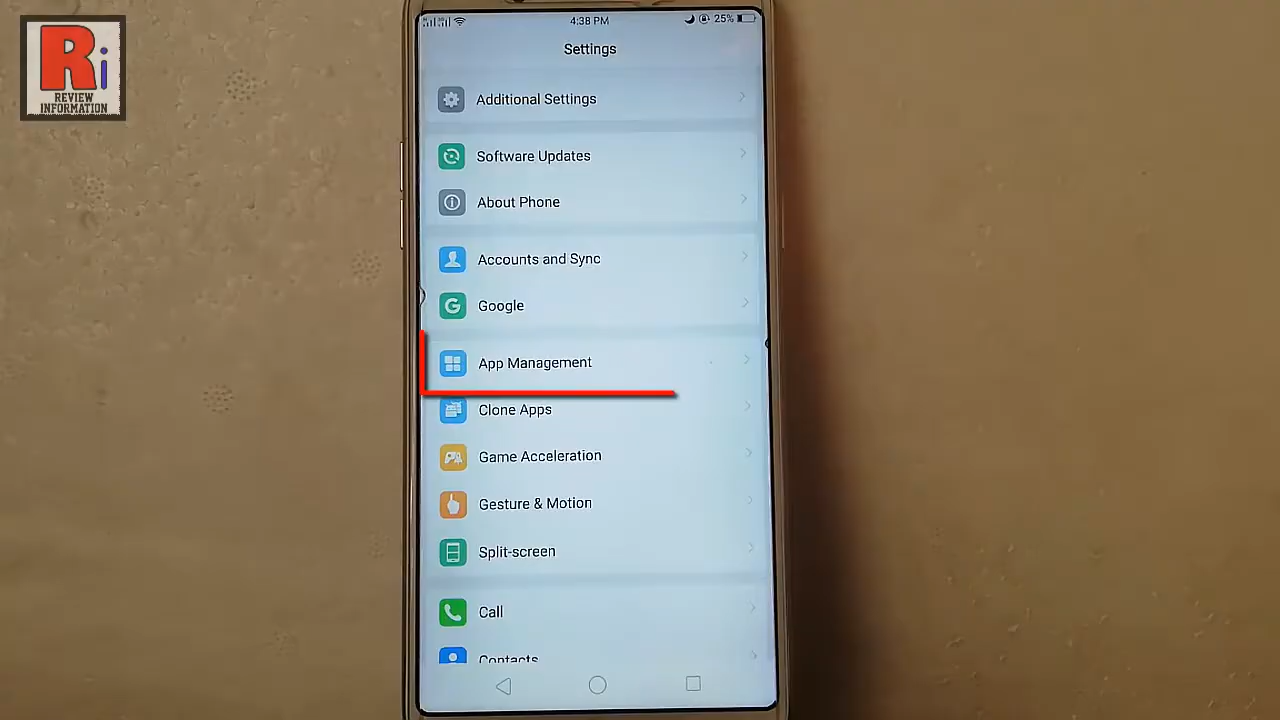 Ri
REVIEW
INFORMATION
4:38 PM
25%
Settings
Additional Settings
Software Updates
About Phone
Accounts and Sync
Google
App Management
Clone Apps
Game Acceleration
Gesture & Motion
Split-screen
Call
Contacts